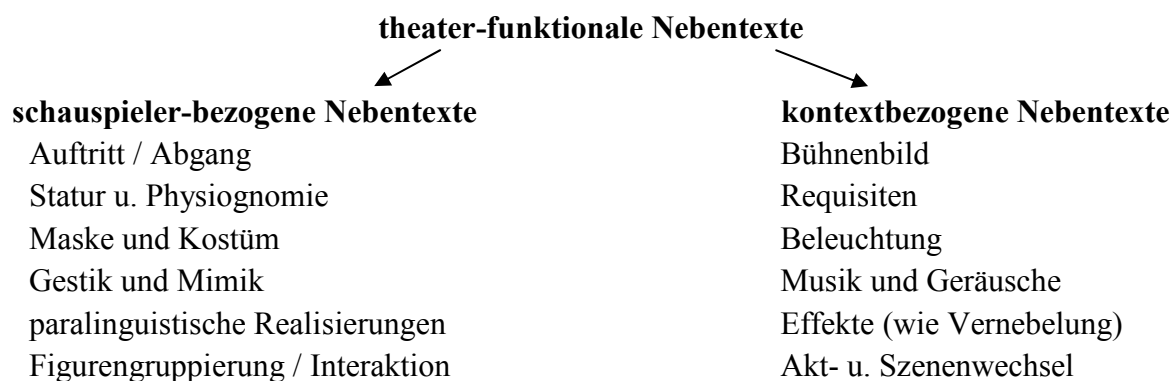 theater-funktionale Nebentexte
schauspieler-bezogene Nebentexte
Auftritt / Abgang
Statur u. Physiognomie
Maske und Kostüm
Gestik und Mimik
paralinguistische Realisierungen
Figurengruppierung / Interaktion
kontextbezogene Nebentexte
Bühnenbild
Requisiten
Beleuchtung
Musik und Geräusche
Effekte (wie Vernebelung)
Akt- u. Szenenwechsel